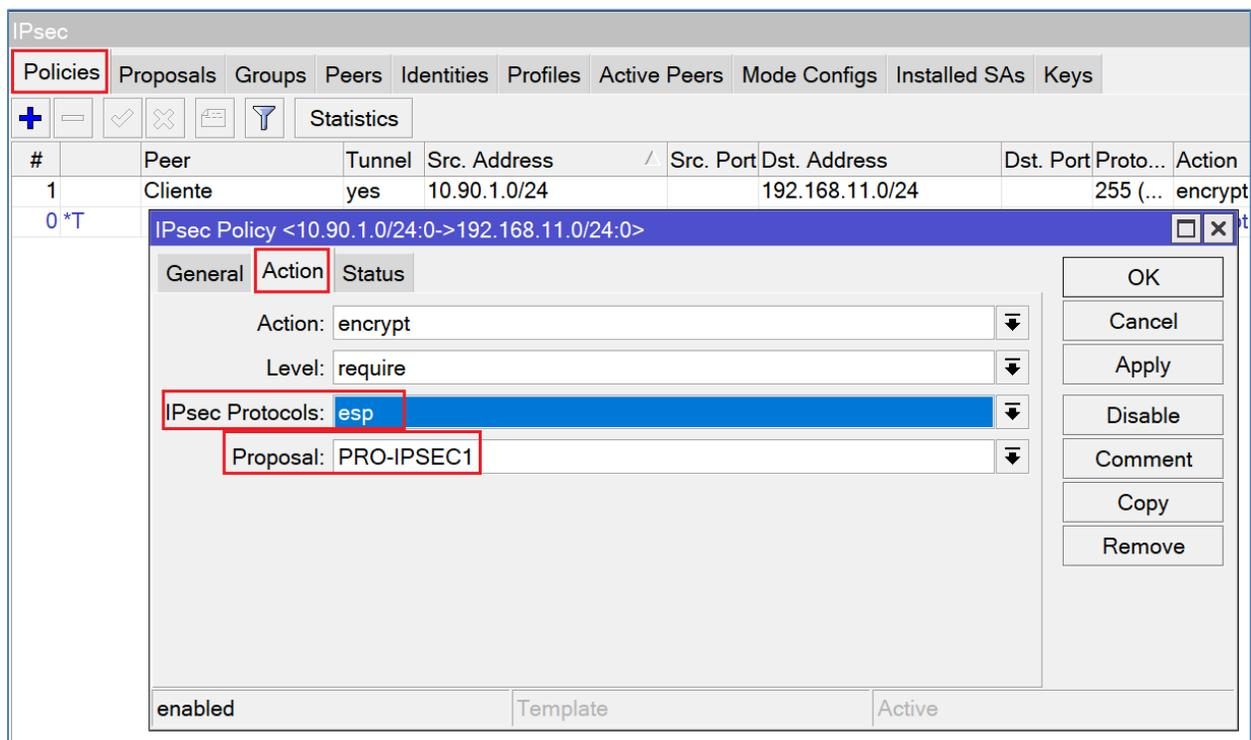 IPsec
Policies Proposals Groups Peers Identities Profiles Active Peers Mode Configs Installed SAs Keys
Statistics
# Peer Tunnel Src. Address Src. Port Dst. Address Dst. Port Proto... Action
1 Cliente yes 10.90.1.0/24 192.168.11.0/24 255 (... encrypt
0 *T
IPsec Policy <10.90.1.0/24:0->192.168.11.0/24:0>
General Action Status
Action: encrypt
Level: require
IPsec Protocols: esp
Proposal: PRO-IPSEC1
OK
Cancel
Apply
Disable
Comment
Copy
Remove
enabled Template Active